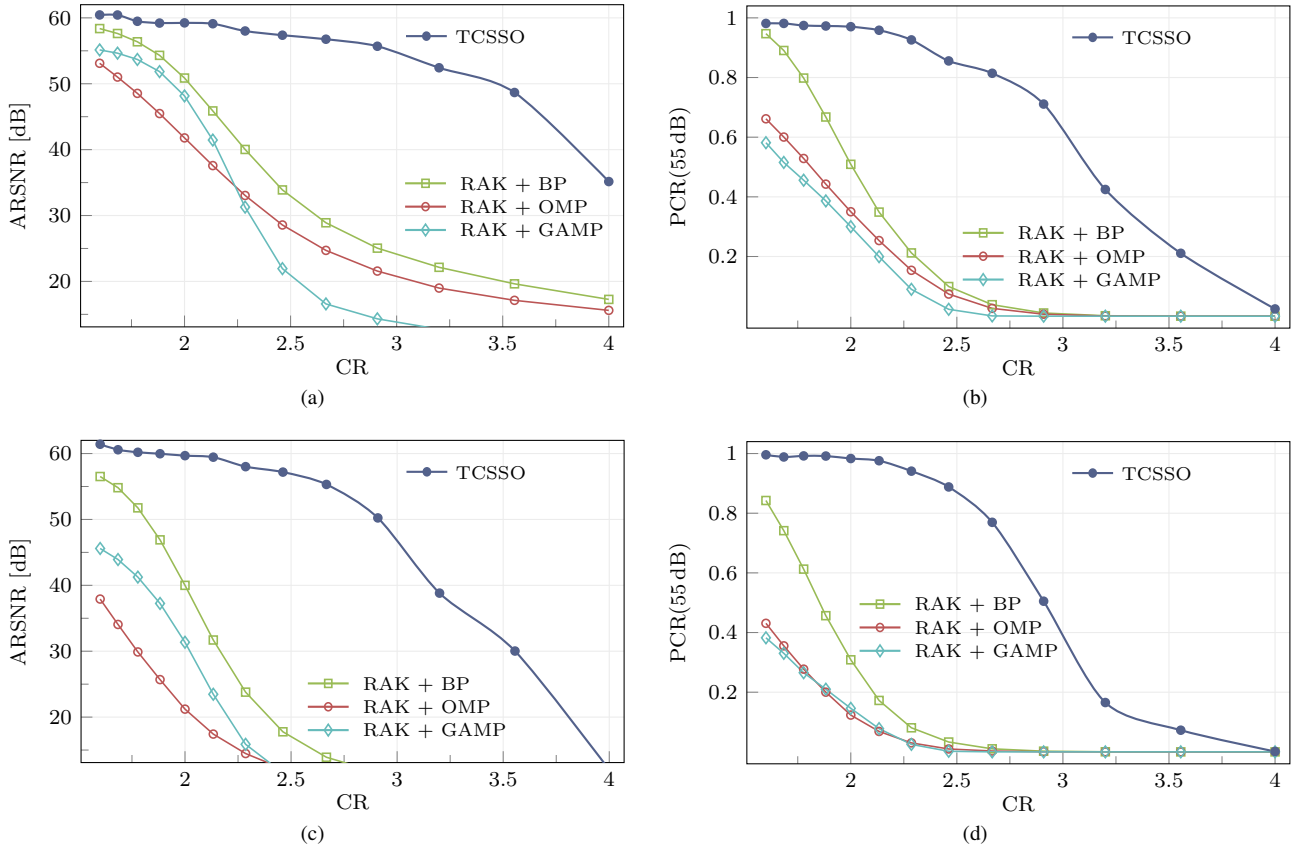 60
50
40
30
20
ARSNR [dB]
TCSSO
RAK + BP
RAK + OMP
RAK + GAMP
2
2.5
3
3.5
4
CR
(a)
1
0.8
0.6
0.4
0.2
PCR(55 dB)
TCSSO
RAK + BP
RAK + OMP
RAK + GAMP
2
2.5
3
3.5
4
CR
(b)
60
50
40
30
20
ARSNR [dB]
TCSSO
RAK + BP
RAK + OMP
RAK + GAMP
2
2.5
3
3.5
4
CR
(c)
1
0.8
0.6
0.4
0.2
PCR(55 dB)
TCSSO
RAK + BP
RAK + OMP
RAK + GAMP
2
2.5
3
3.5
4
CR
(d)